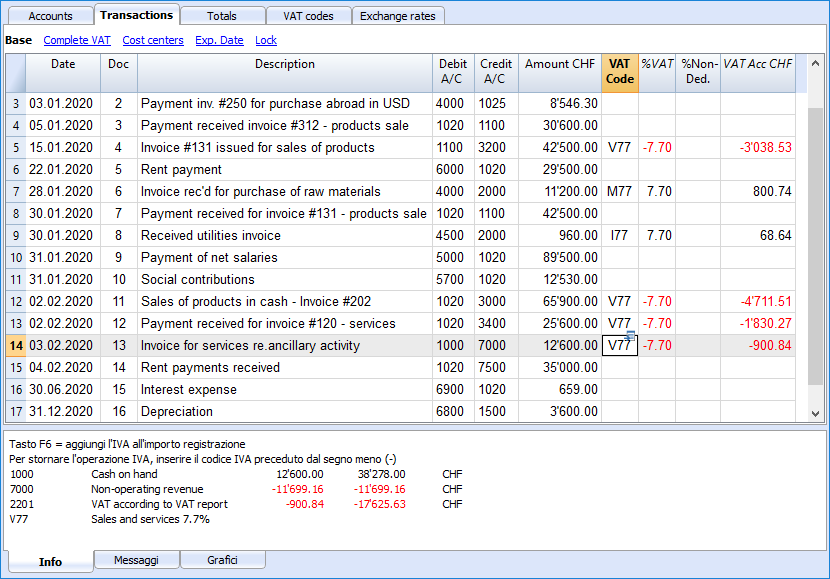 Accounts Transactions Totals VAT codes Exchange rates
Base Complete VAT Cost centers Exp. Date Lock
Date Doc Description Debit A/C Credit A/C Amount CHF VAT Code %VAT %Non-Ded. VAT Acc CHF
3 03.01.2020 2 Payment inv. #250 for purchase abroad in USD 4000 1025 8'546.30
4 05.01.2020 3 Payment received invoice #312 - products sale 1020 1100 30'600.00
5 15.01.2020 4 Invoice #131 issued for sales of products 1100 3200 42'500.00 V77 -7.70 -3'038.53
6 22.01.2020 5 Rent payment 6000 1020 29'500.00
7 28.01.2020 6 Invoice rec'd for purchase of raw materials 4000 2000 11'200.00 M77 7.70 800.74
8 30.01.2020 7 Payment received for invoice #131 - products sale 1020 1100 42'500.00
9 30.01.2020 8 Received utilities invoice 4500 2000 960.00 I77 7.70 68.64
10 31.01.2020 9 Payment of net salaries 5000 1020 89'500.00
11 31.01.2020 10 Social contributions 5700 1020 12'530.00
12 02.02.2020 11 Sales of products in cash - Invoice #202 1020 3000 65'900.00 V77 -7.70 -4'711.51
13 02.02.2020 12 Payment received for invoice #120 - services 1020 3400 25'600.00 V77 -7.70 -1'830.27
14 03.02.2020 13 Invoice for services re.ancillary activity 1000 7000 12'600.00 V77 -7.70 -900.84
15 04.02.2020 14 Rent payments received 1020 7500 35'000.00
16 30.06.2020 15 Interest expense 6900 1020 659.00
17 31.12.2020 16 Depreciation 6800 1500 3'600.00
Tasto F6 = aggiungi l'IVA all'importo registrazione
Per stornare l'operazione IVA, inserire il codice IVA preceduto dal segno meno (-)
1000 Cash on hand 12'600.00 38'278.00 CHF
7000 Non-operating revenue -11'699.16 -11'699.16 CHF
2201 VAT according to VAT report -900.84 -17'625.63 CHF
V77 Sales and services 7.7%
Info Messaggi Grafici